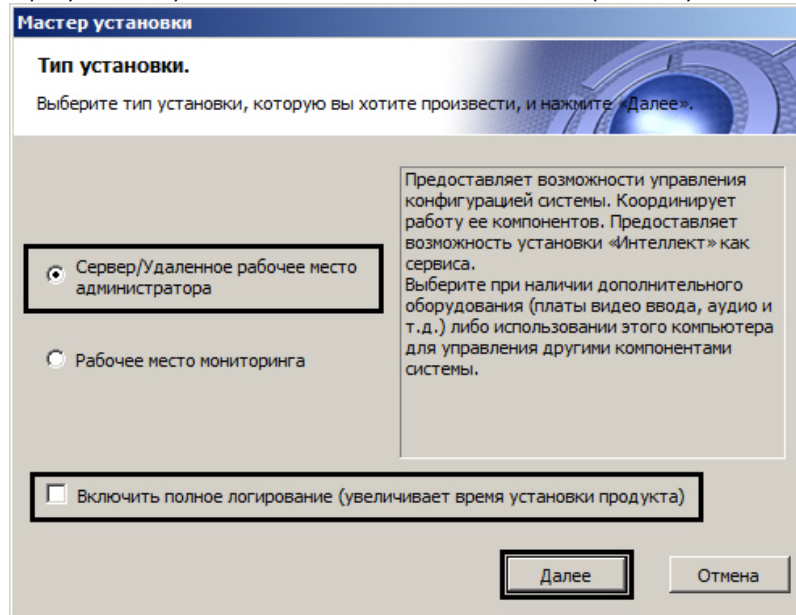 Мастер установки
Тип установки.
Выберите тип установки, которую вы хотите произвести, и нажмите «Далее».
Предоставляет возможности управления
конфигурацией системы. Координирует
работу ее компонентов. Предоставляет
возможность установки «Интеллект» как
сервиса.
Выберите при наличии дополнительного
оборудования (платы видео ввода, аудио и
т.д.) либо использовании этого компьютера
для управления другими компонентами
системы.
Сервер/Удаленное рабочее место
администратора
Рабочее место мониторинга
Включить полное логирование (увеличивает время установки продукта)
Далее
Отмена